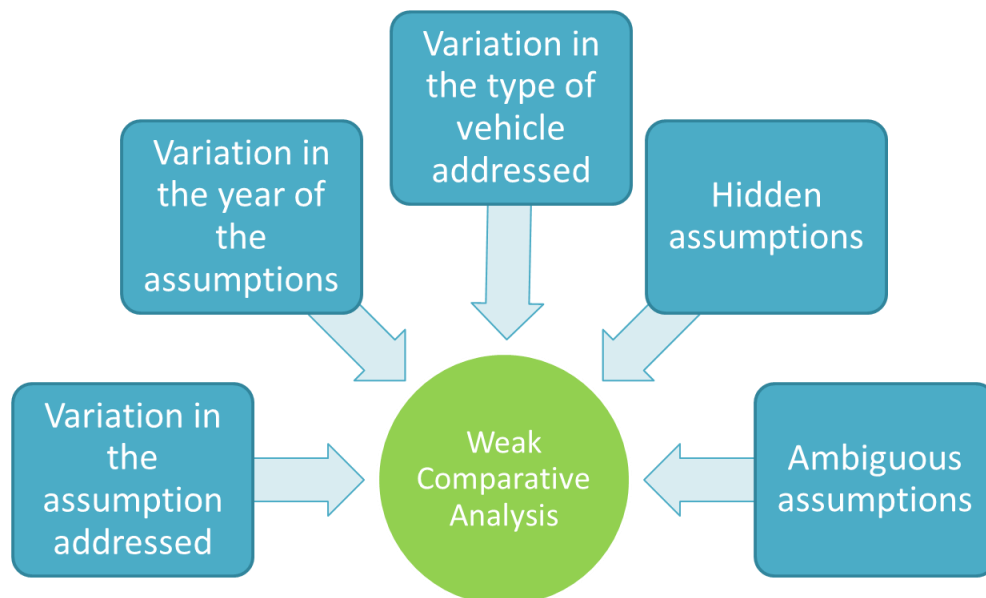 Variation in
the type of
vehicle
addressed
Variation in
the year of
the
assumptions
Hidden
assumptions
Variation in
the
assumption
addressed
Weak
Comparative
Analysis
Ambiguous
assumptions